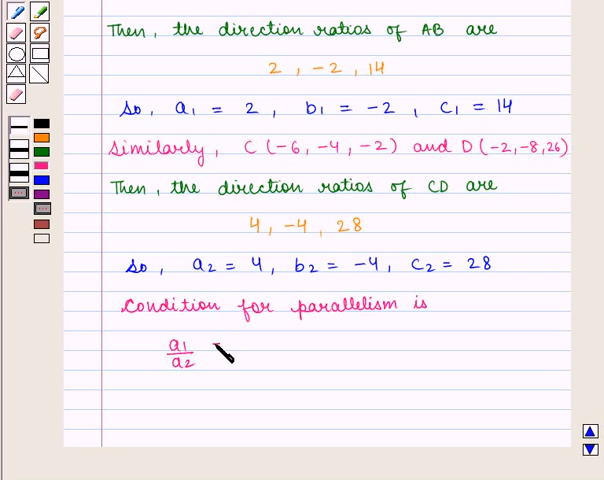 Then, the direction ratios of AB are
2, -2, 14
So, a1 = 2, b1 = -2, c1 = 14
Similarly, C(-6, -4, -2) and D(-2, -8, 26)
Then, the direction ratios of CD are
4, -4, 28
So, a2 = 4, b2 = -4, c2 = 28
Condition for parallelism is
a1/a2